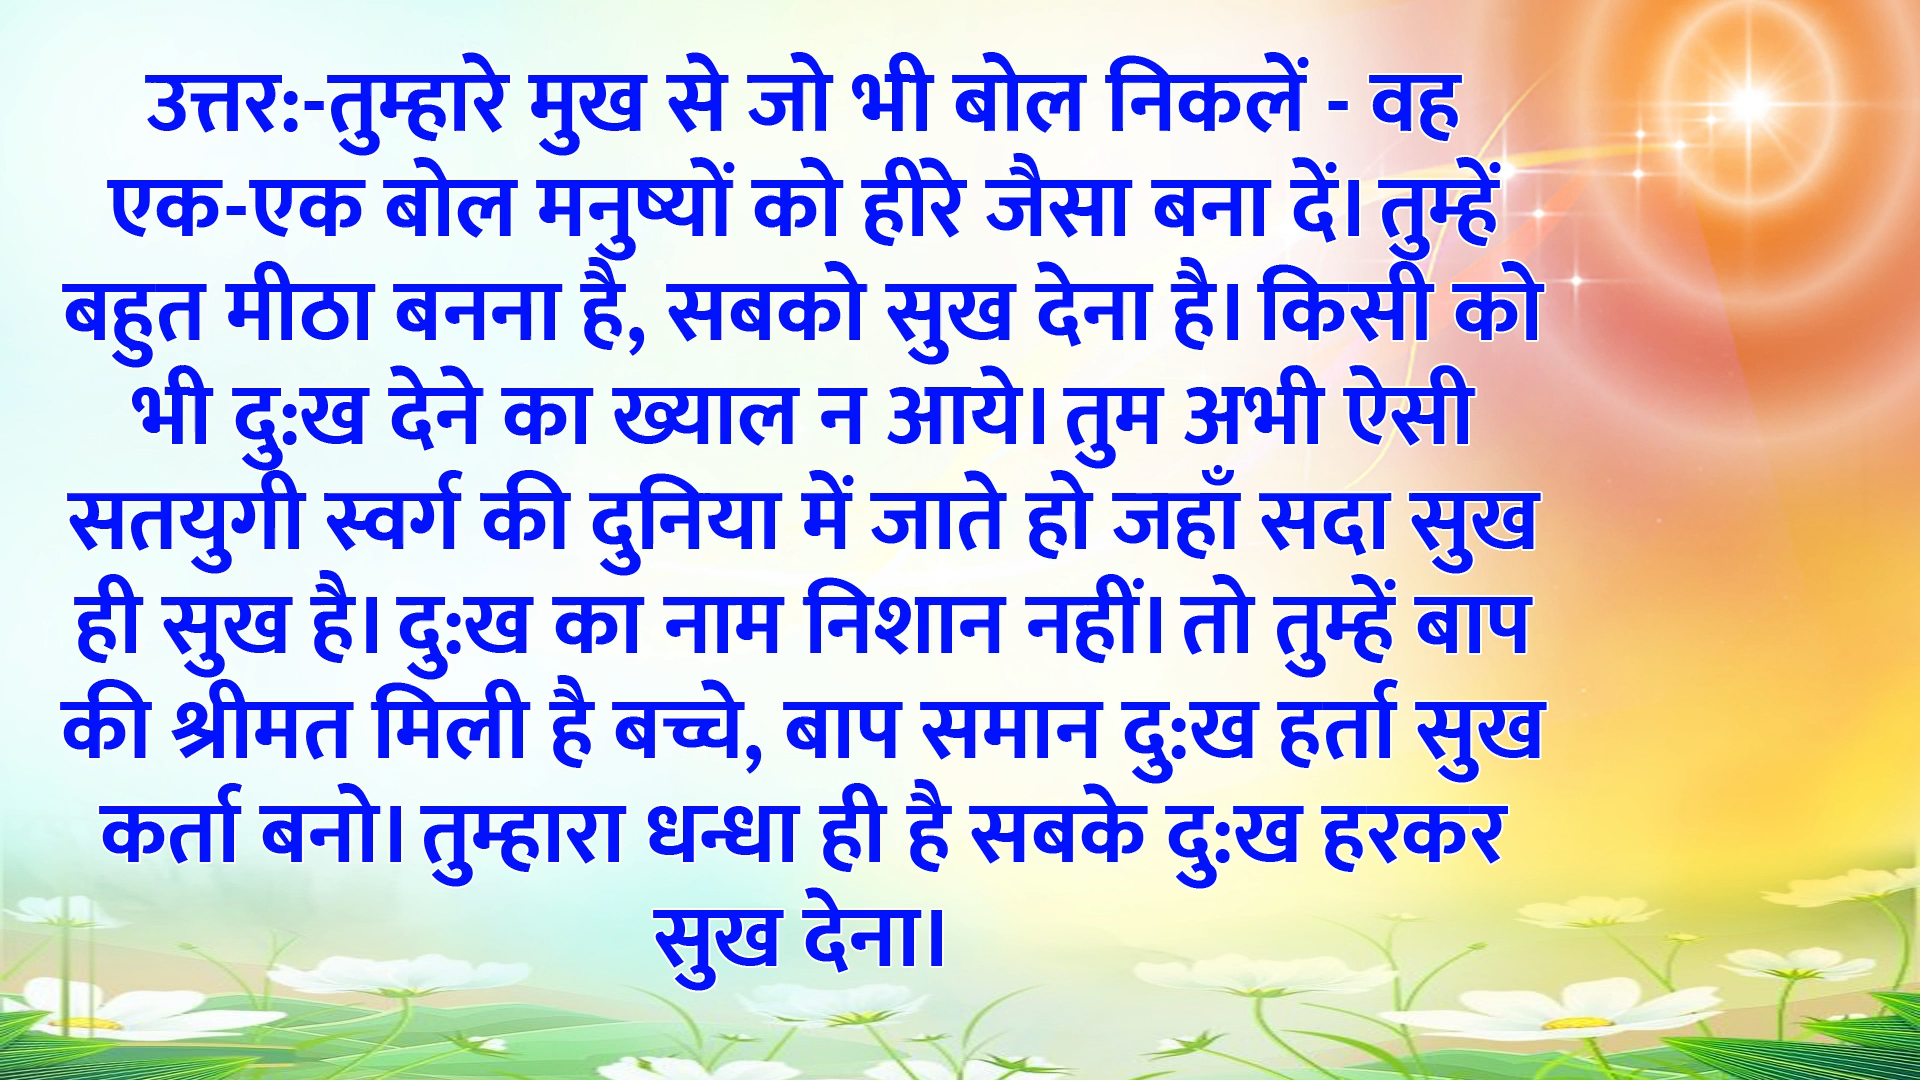 उत्तर:-तुम्हारे मुख से जो भी बोल निकलें - वह
एक-एक बोल मनुष्यों को हीरे जैसा बना दें। तुम्हें
बहुत मीठा बनना है, सबको सुख देना है। किसी को
भी दु:ख देने का ख्याल न आये। तुम अभी ऐसी
सतयुगी स्वर्ग की दुनिया में जाते हो जहाँ सदा सुख
ही सुख है। दु:ख का नाम निशान नहीं। तो तुम्हें बाप
की श्रीमत मिली है बच्चे, बाप समान दु:ख हर्ता सुख
कर्ता बनो। तुम्हारा धन्धा ही है सबके दु:ख हरकर
सुख देना।